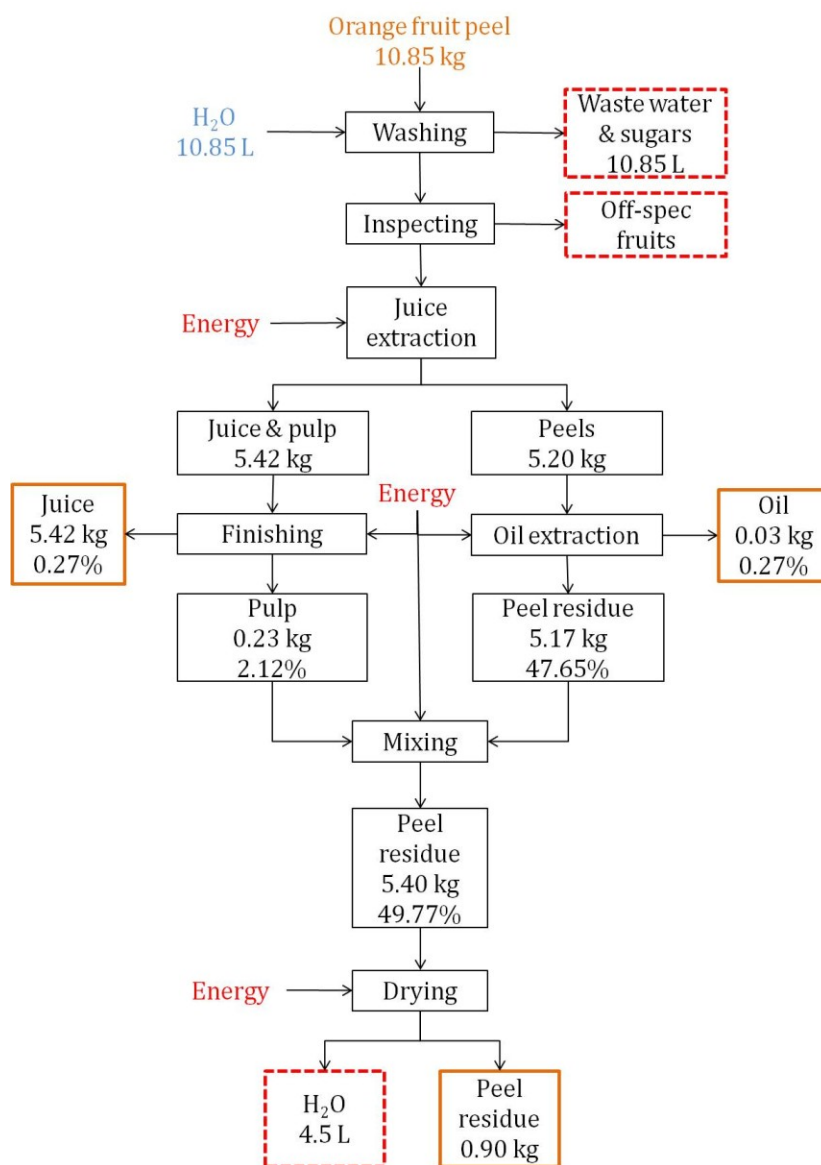 Orange fruit peel
10.85 kg
H₂O
10.85 L
Washing
Waste water
& sugars
10.85 L
Inspecting
Off-spec
fruits
Energy
Juice
extraction
Juice & pulp
5.42 kg
Peels
5.20 kg
Energy
Juice
5.42 kg
0.27%
Finishing
Oil extraction
Oil
0.03 kg
0.27%
Pulp
0.23 kg
2.12%
Peel residue
5.17 kg
47.65%
Mixing
Peel
residue
5.40 kg
49.77%
Energy
Drying
H₂O
4.5 L
Peel
residue
0.90 kg